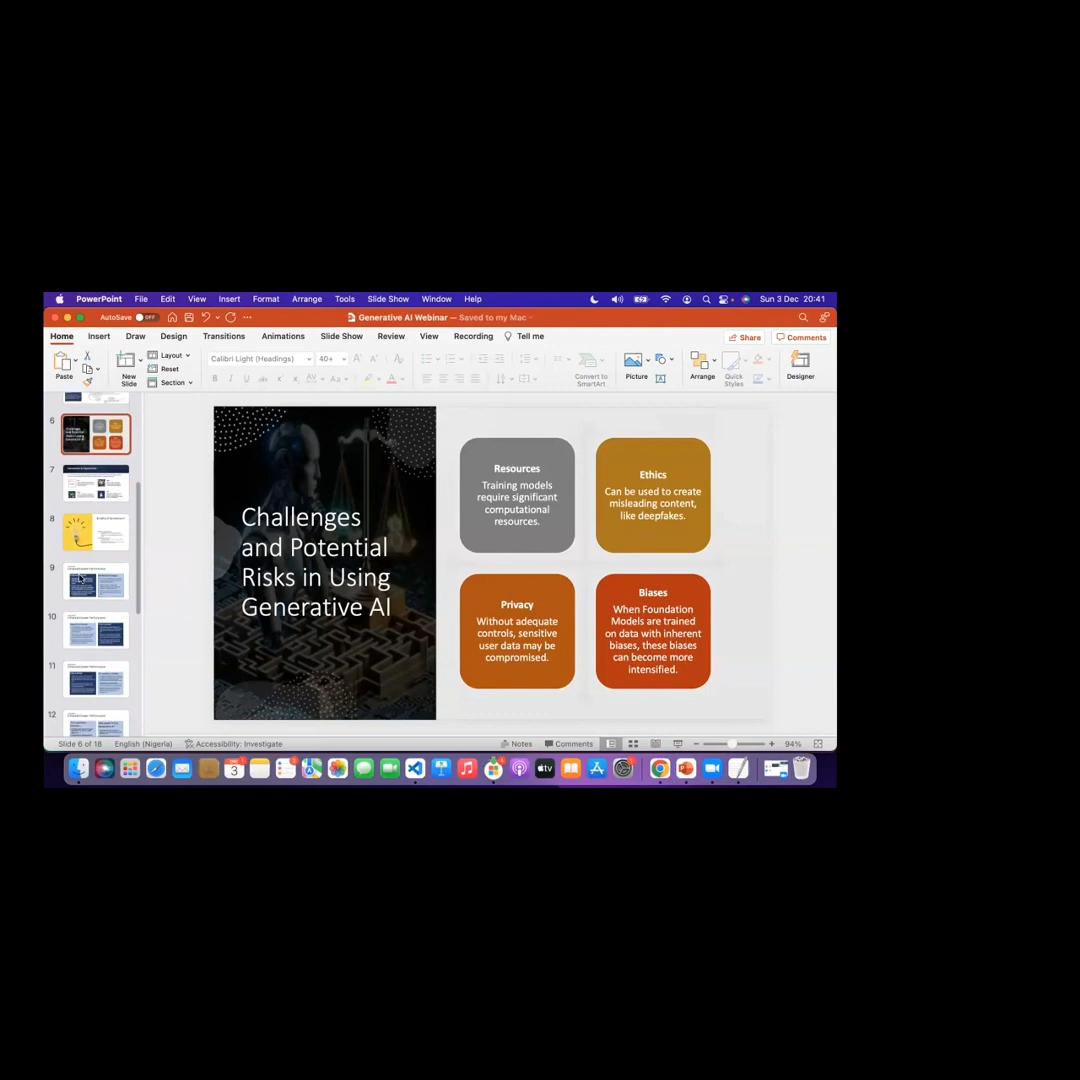 PowerPoint File Edit View Insert Format Arrange Tools Slide Show Window Help Sun 3 Dec 20:41
AutoSave OFF Generative AI Webinar — Saved to my Mac
Home Insert Draw Design Transitions Animations Slide Show Review View Recording Tell me Share Comments
Paste
New
Slide
Layout
Reset
Section
Calibri Light (Headings) 40+
Convert to
SmartArt
Picture
Arrange
Quick
Styles
Designer
6
7
8
9
10
11
12
Challenges
and Potential
Risks in Using
Generative AI
Resources
Training models
require significant
computational
resources.
Ethics
Can be used to create
misleading content,
like deepfakes.
Privacy
Without adequate
controls, sensitive
user data may be
compromised.
Biases
When Foundation
Models are trained
on data with inherent
biases, these biases
can become more
intensified.
Slide 6 of 18 English (Nigeria) Accessibility: Investigate Notes Comments 94%